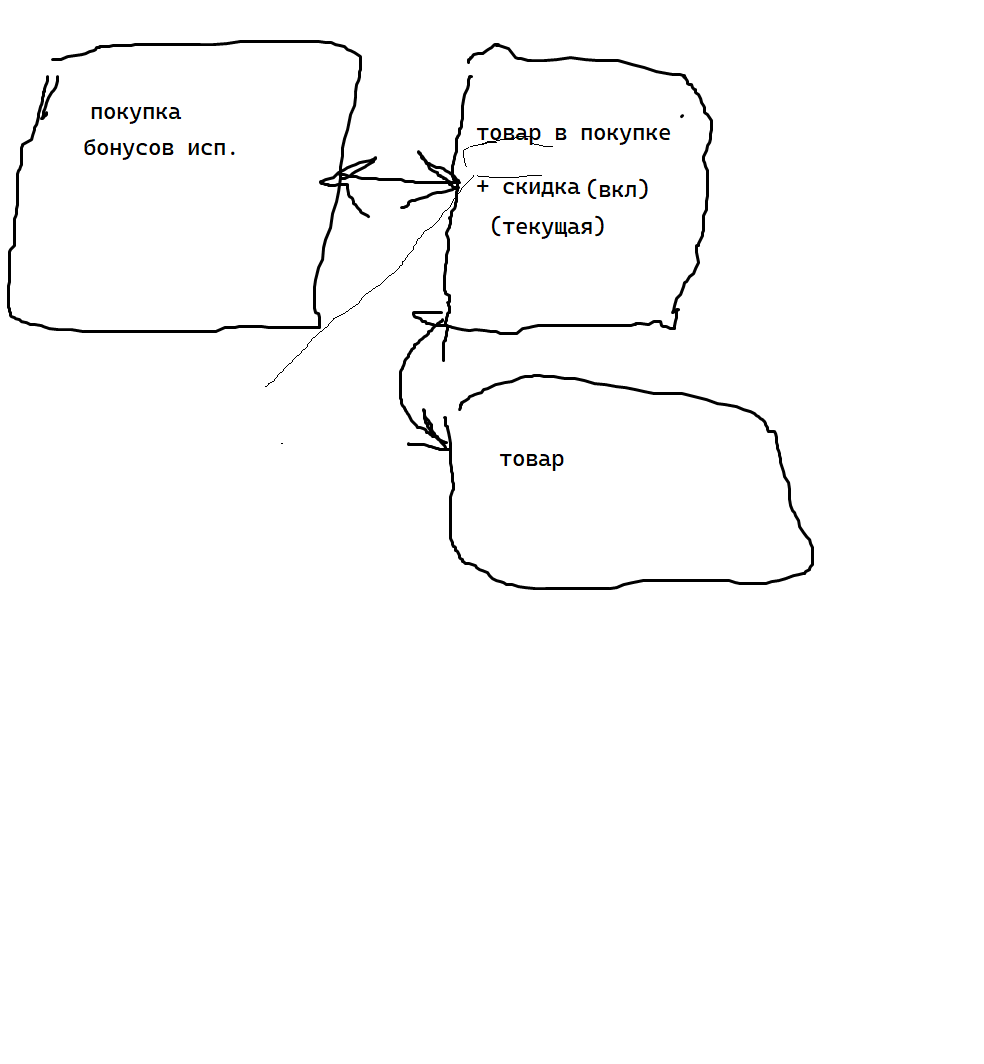 покупка
бонусов исп.
товар в покупке
+ скидка (вкл)
(текущая)
товар